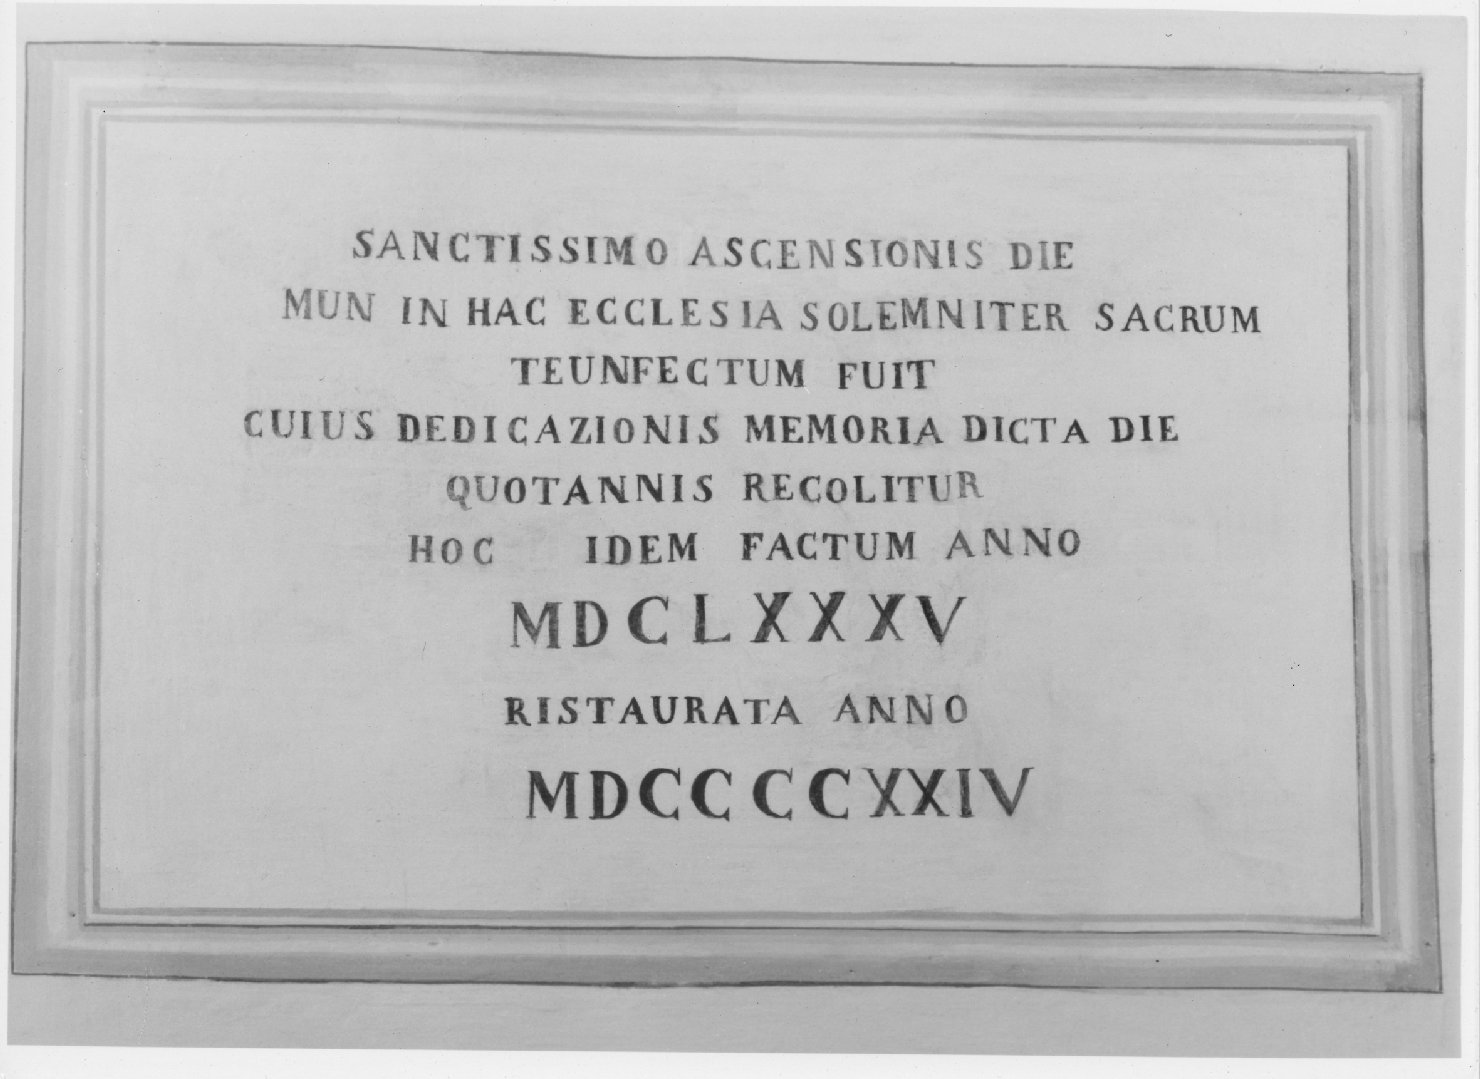 SANCTISSIMO ASCENSIONIS DIE
MUN IN HAC ECCLESIA SOLEMNITER SACRUM
TEUNFECTUM FUIT
CUIUS DEDICAZIONIS MEMORIA DICTA DIE
QUOTANNIS RECOLITUR
HOC IDEM FACTUM ANNO
MDCLXXXV
RISTAURATA ANNO
MDCCCCXXIV